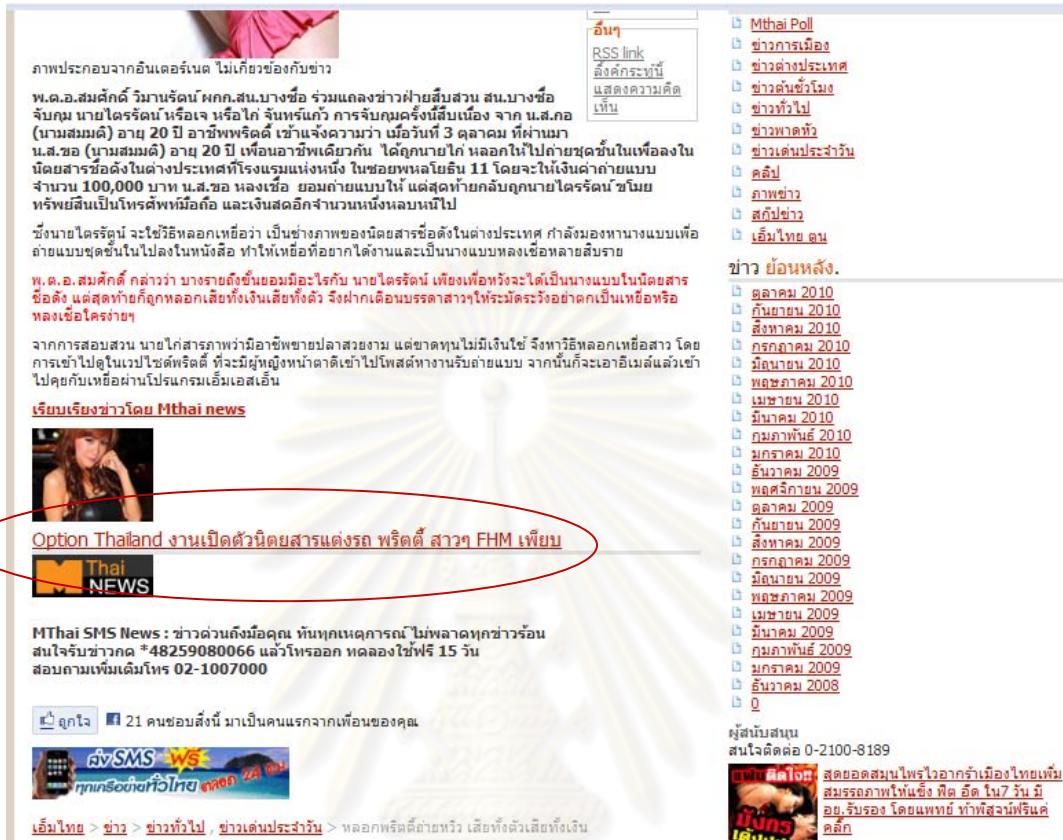 ภาพประกอบจากอินเตอร์เนต ไม่เกี่ยวข้องกับข่าว
พ.ต.อ.สมศักดิ์ วิมานรัตน์ ผกก.สน.บางซื่อ ร่วมแถลงข่าวฝ่ายสืบสวน สน.บางซื่อ
จับกุม นายไตรรัตน์ หรือเจ หรือไก่ จันทร์แก้ว การจับกุมครั้งนี้สืบเนื่อง จาก น.ส.กอ
(นามสมมติ) อายุ 20 ปี อาชีพพริตตี้ เข้าแจ้งความว่า เมื่อวันที่ 3 ตุลาคม ที่ผ่านมา
น.ส.ขอ (นามสมมติ) อายุ 20 ปี เพื่อนอาชีพเดียวกัน ได้ถูกนายไก่ หลอกให้ไปถ่ายชุดชั้นในเพื่อลงใน
นิตยสารชื่อดังในต่างประเทศที่โรงแรมแห่งหนึ่ง ในซอยพหลโยธิน 11 โดยจะให้เงินค่าถ่ายแบบ
จำนวน 100,000 บาท น.ส.ขอ หลงเชื่อ ยอมถ่ายแบบให้ แต่สุดท้ายกลับถูกนายไตรรัตน์ ขโมย
ทรัพย์สินเป็นโทรศัพท์มือถือ และเงินสดอีกจำนวนหนึ่งหลบหนีไป
ซึ่งนายไตรรัตน์ จะใช้วิธีหลอกเหยื่อว่า เป็นช่างภาพของนิตยสารชื่อดังในต่างประเทศ กำลังมองหานางแบบเพื่อ
ถ่ายแบบชุดชั้นในไปลงในหนังสือ ทำให้เหยื่อที่อยากได้งานและเป็นนางแบบหลงเชื่อหลายสิบราย
พ.ต.อ.สมศักดิ์ กล่าวว่า บางรายถึงขั้นยอมมีอะไรกับ นายไตรรัตน์ เพียงเพื่อหวังจะได้เป็นนางแบบในนิตยสาร
ชื่อดัง แต่สุดท้ายก็ถูกหลอกเสียทั้งเงินเสียทั้งตัว จึงฝากเตือนบรรดาสาวๆให้ระมัดระวังอย่าตกเป็นเหยื่อหรือ
หลงเชื่อใครง่ายๆ
จากการสอบสวน นายไก่สารภาพว่ามีอาชีพขายปลาสวยงาม แต่ขาดทุนไม่มีเงินใช้ จึงหาวิธีหลอกเหยื่อสาว โดย
การเข้าไปดูในเวปไซด์พริตตี้ ที่จะมีผู้หญิงหน้าตาดีเข้าไปโพสต์หางานรับถ่ายแบบ จากนั้นก็จะเอาอีเมล์แล้วเข้า
ไปคุยกับเหยื่อผ่านโปรแกรมเอ็มเอสเอ็น
เรียบเรียงข่าวโดย Mthai news
Option Thailand งานเปิดตัวนิตยสารแต่งรถ พริตตี้ สาวๆ FHM เพียบ
Thai
NEWS
MThai SMS News : ข่าวด่วนถึงมือคุณ ทันทุกเหตุการณ์ ไม่พลาดทุกข่าวร้อน
สนใจรับข่าวกด *48259080066 แล้วโทรออก ทดลองใช้ฟรี 15 วัน
สอบถามเพิ่มเติมโทร 02-1007000
ถูกใจ 21 คนชอบสิ่งนี้ มาเป็นคนแรกจากเพื่อนของคุณ
ส่ง SMS ฟรี
ทุกเครือข่ายทั่วไทย ตลอด 24 ชม.
เอ็มไทย > ข่าว > ข่าวทั่วไป , ข่าวเด่นประจำวัน > หลอกพริตตี้ถ่ายหวิว เสียทั้งตัวเสียทั้งเงิน
อื่นๆ
RSS link
ลิ้งค์กระทู้นี้
แสดงความคิด
เห็น
Mthai Poll
ข่าวการเมือง
ข่าวต่างประเทศ
ข่าวต้นชั่วโมง
ข่าวทั่วไป
ข่าวพาดหัว
ข่าวเด่นประจำวัน
คลิป
ภาพข่าว
สกู๊ปข่าว
เอ็มไทย ตูน
ข่าว ย้อนหลัง.
ตุลาคม 2010
กันยายน 2010
สิงหาคม 2010
กรกฎาคม 2010
มิถุนายน 2010
พฤษภาคม 2010
เมษายน 2010
มีนาคม 2010
กุมภาพันธ์ 2010
มกราคม 2010
ธันวาคม 2009
พฤศจิกายน 2009
ตุลาคม 2009
กันยายน 2009
สิงหาคม 2009
กรกฎาคม 2009
มิถุนายน 2009
พฤษภาคม 2009
เมษายน 2009
มีนาคม 2009
กุมภาพันธ์ 2009
มกราคม 2009
ธันวาคม 2008
0
ผู้สนับสนุน
สนใจติดต่อ 0-2100-8189
แฟนติดใจ!!
มังกร
สุดยอดสมุนไพรไวอากร้าเมืองไทยเพิ่ม
สมรรถภาพให้แข็ง ฟิต อึด ใน7 วัน มี
อย.รับรอง โดยแพทย์ ทำพิสูจน์ฟรีแค่
คลิ๊ก